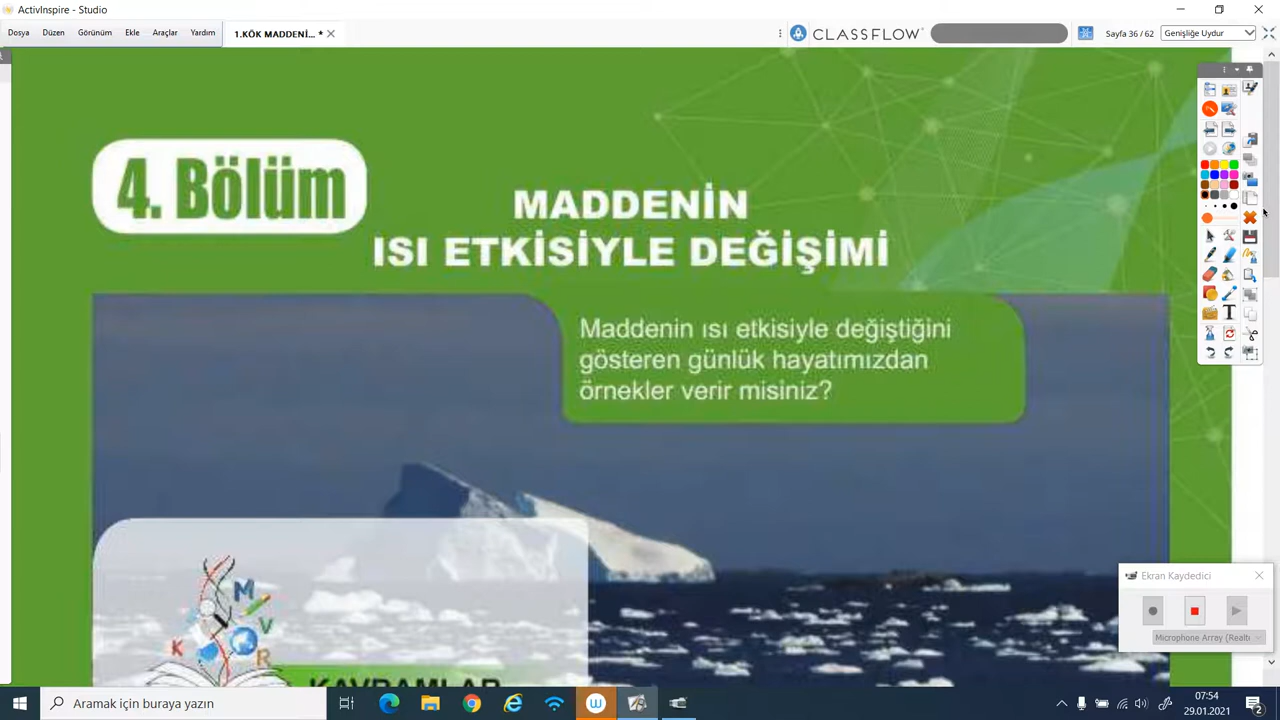 ActivInspire - Studio
Dosya Düzen Görünüm Ekle Araçlar Yardım
1.KÖK MADDENİ... *
CLASSFLOW
Sayfa 36 / 62
Genişliğe Uydur
4. Bölüm
MADDENİN
ISI ETKİSİYLE DEĞİŞİMİ
Maddenin ısı etkisiyle değiştiğini
gösteren günlük hayatımızdan
örnekler verir misiniz?
M
V
K
R
KAVRAMLAR
Ekran Kaydedici
Microphone Array (Realt
Aramak için buraya yazın
07:54
29.01.2021
2